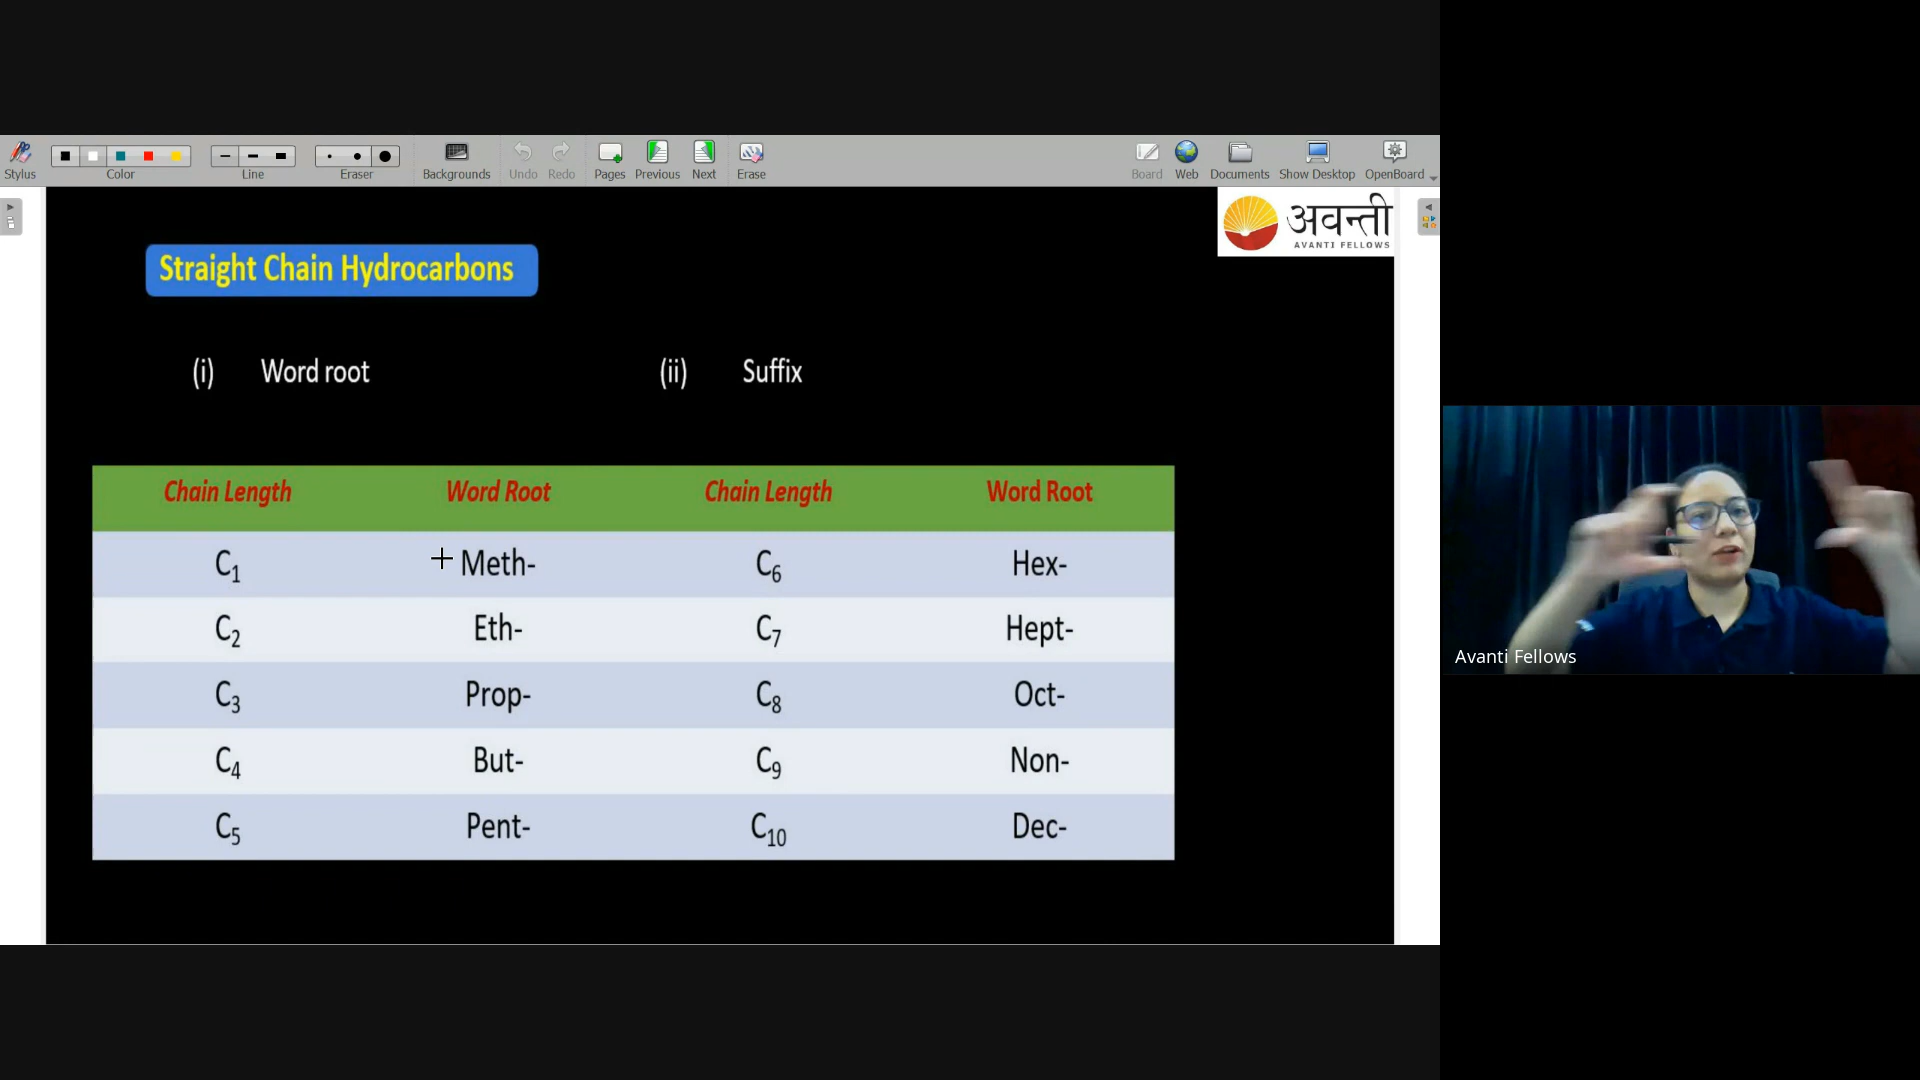 Stylus Color Line Eraser Backgrounds Undo Redo Pages Previous Next Erase Board Web Documents Show Desktop OpenBoard
अवन्ती
AVANTI FELLOWS
Straight Chain Hydrocarbons
(i) Word root (ii) Suffix
Chain Length Word Root Chain Length Word Root
C₁ Meth- C₆ Hex-
C₂ Eth- C₇ Hept-
C₃ Prop- C₈ Oct-
C₄ But- C₉ Non-
C₅ Pent- C₁₀ Dec-
Avanti Fellows